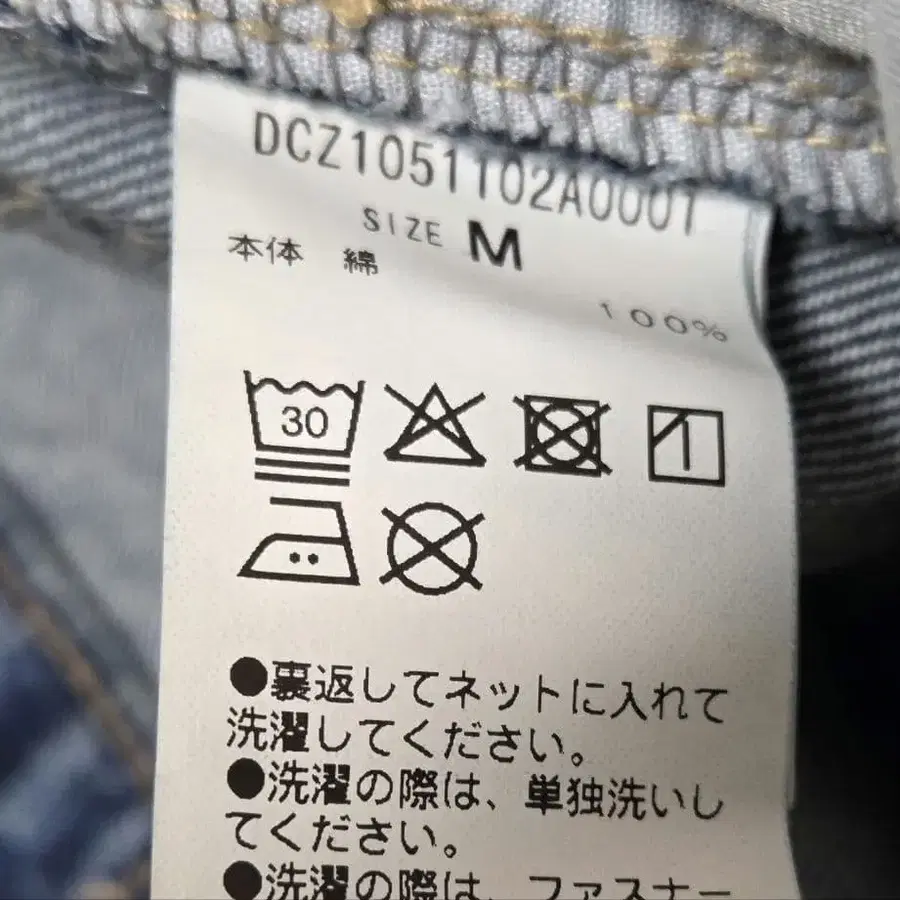 DCZ1051102A0001
SIZE M
本体 綿
100%
30
●裏返してネットに入れて
洗濯してください。
●洗濯の際は、単独洗いし
てください。
●洗濯の際は、ファスナー